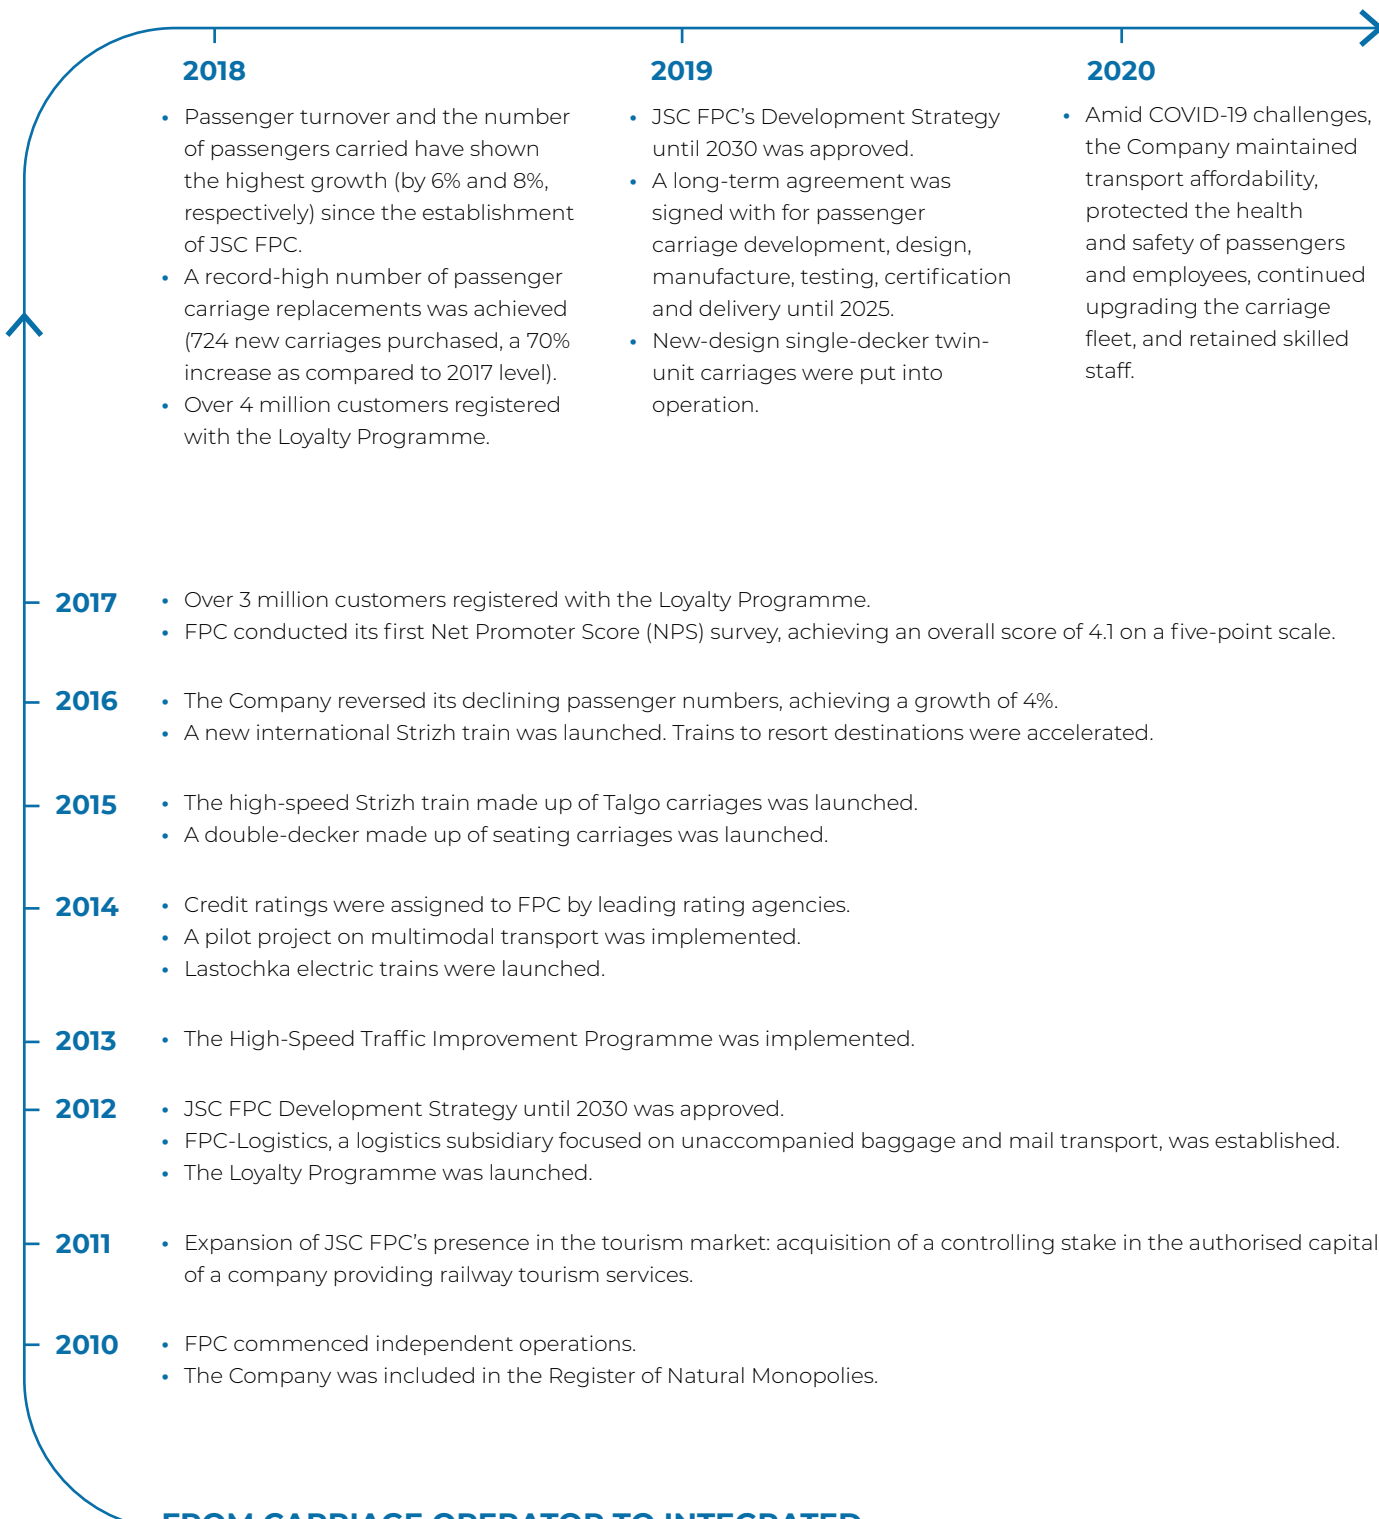 2018
• Passenger turnover and the number
of passengers carried have shown
the highest growth (by 6% and 8%,
respectively) since the establishment
of JSC FPC.
• A record-high number of passenger
carriage replacements was achieved
(724 new carriages purchased, a 70%
increase as compared to 2017 level).
• Over 4 million customers registered
with the Loyalty Programme.
2019
• JSC FPC's Development Strategy
until 2030 was approved.
• A long-term agreement was
signed with for passenger
carriage development, design,
manufacture, testing, certification
and delivery until 2025.
• New-design single-decker twin-
unit carriages were put into
operation.
2020
• Amid COVID-19 challenges,
the Company maintained
transport affordability,
protected the health
and safety of passengers
and employees, continued
upgrading the carriage
fleet, and retained skilled
staff.
2017
• Over 3 million customers registered with the Loyalty Programme.
• FPC conducted its first Net Promoter Score (NPS) survey, achieving an overall score of 4.1 on a five-point scale.
2016
• The Company reversed its declining passenger numbers, achieving a growth of 4%.
• A new international Strizh train was launched. Trains to resort destinations were accelerated.
2015
• The high-speed Strizh train made up of Talgo carriages was launched.
• A double-decker made up of seating carriages was launched.
2014
• Credit ratings were assigned to FPC by leading rating agencies.
• A pilot project on multimodal transport was implemented.
• Lastochka electric trains were launched.
2013
• The High-Speed Traffic Improvement Programme was implemented.
2012
• JSC FPC Development Strategy until 2030 was approved.
• FPC-Logistics, a logistics subsidiary focused on unaccompanied baggage and mail transport, was established.
• The Loyalty Programme was launched.
2011
• Expansion of JSC FPC's presence in the tourism market: acquisition of a controlling stake in the authorised capital
of a company providing railway tourism services.
2010
• FPC commenced independent operations.
• The Company was included in the Register of Natural Monopolies.
FROM CARRIAGE OPERATOR TO INTEGRATED